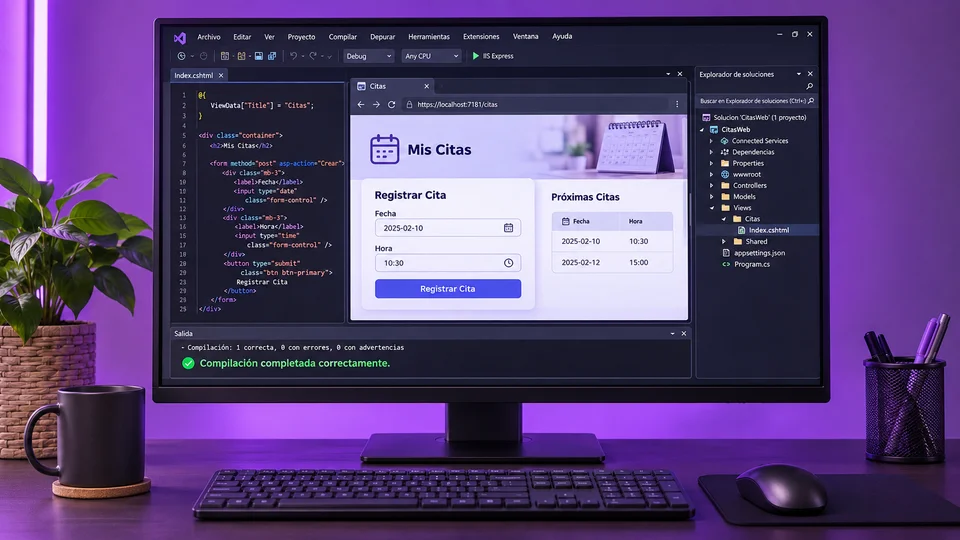 Archivo Editar Ver Proyecto Compilar Depurar Herramientas Extensiones Ventana Ayuda
Debug Any CPU IIS Express
Index.cshtml
1 @{
2 ViewData["Title"] = "Citas";
3 }
<div class="container">
<h2>Mis Citas</h2>
<form method="post" asp-action="Crear">
<div class="mb-3">
<label>Fecha</label>
<input type="date"
class="form-control" />
</div>
<div class="mb-3">
<label>Hora</label>
<input type="time"
class="form-control" />
</div>
<button type="submit"
class="btn btn-primary">
Registrar Cita
</button>
</form>
</div>
Citas
https://localhost:7181/citas
Mis Citas
Registrar Cita
Fecha
2025-02-10
Hora
10:30
Registrar Cita
Próximas Citas
Fecha Hora
2025-02-10 10:30
2025-02-12 15:00
Explorador de soluciones
Buscar en Explorador de soluciones (Ctrl+;)
Solucion 'CitasWeb' (1 proyecto)
CitasWeb
Connected Services
Dependencias
Properties
wwwroot
Controllers
Models
Views
Citas
Index.cshtml
Shared
appsettings.json
Program.cs
Salida
- Compilación: 1 correcta, 0 con errores, 0 con advertencias
Compilación completada correctamente.